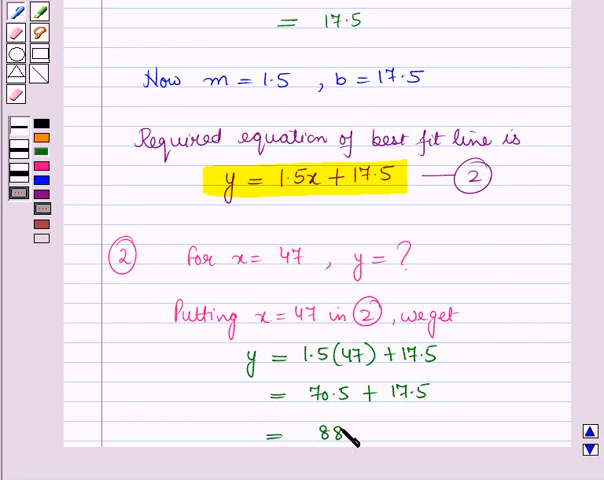 = 17.5
Now m = 1.5 , b = 17.5
Required equation of best fit line is
y = 1.5x + 17.5 — ②
② For x = 47 , y = ?
Putting x = 47 in ②, we get
y = 1.5(47) + 17.5
= 70.5 + 17.5
= 88